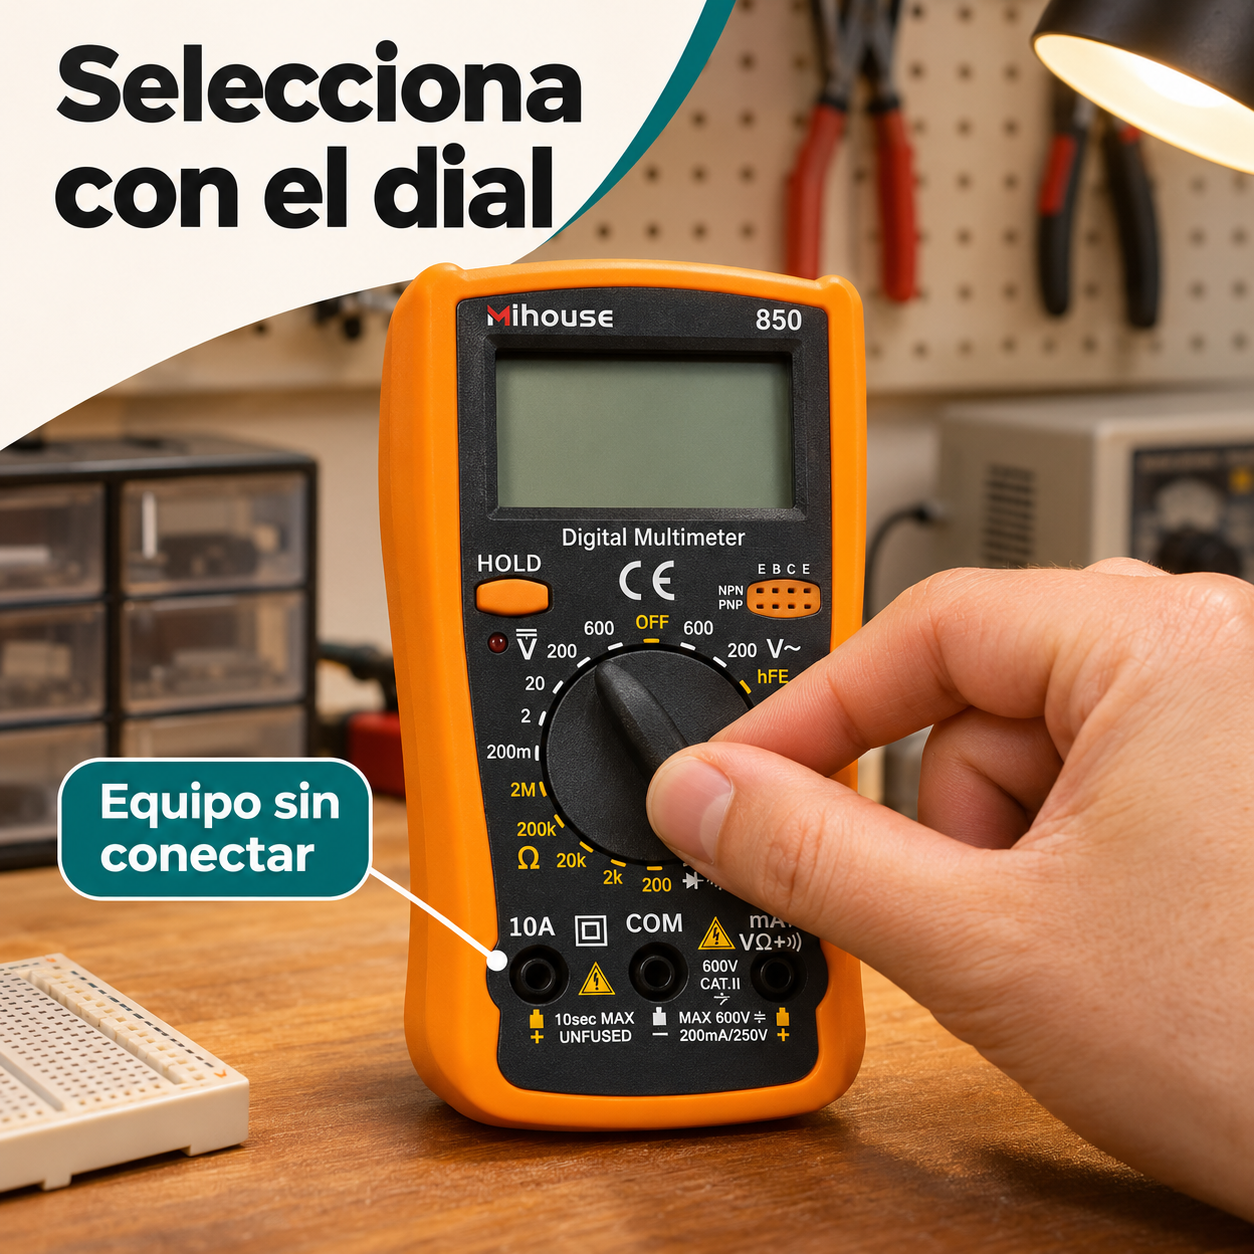 Selecciona
con el dial
Mihouse 850
Digital Multimeter
HOLD
CE
E B C E
NPN
PNP
OFF
600
600
V
200
200
V~
20
hFE
2
200m
2M
200k
Ω
20k
2k
200
Equipo sin
conectar
10A
COM
VΩ
600V
CAT.II
10sec MAX
UNFUSED
MAX 600V
200mA/250V
+
−
+